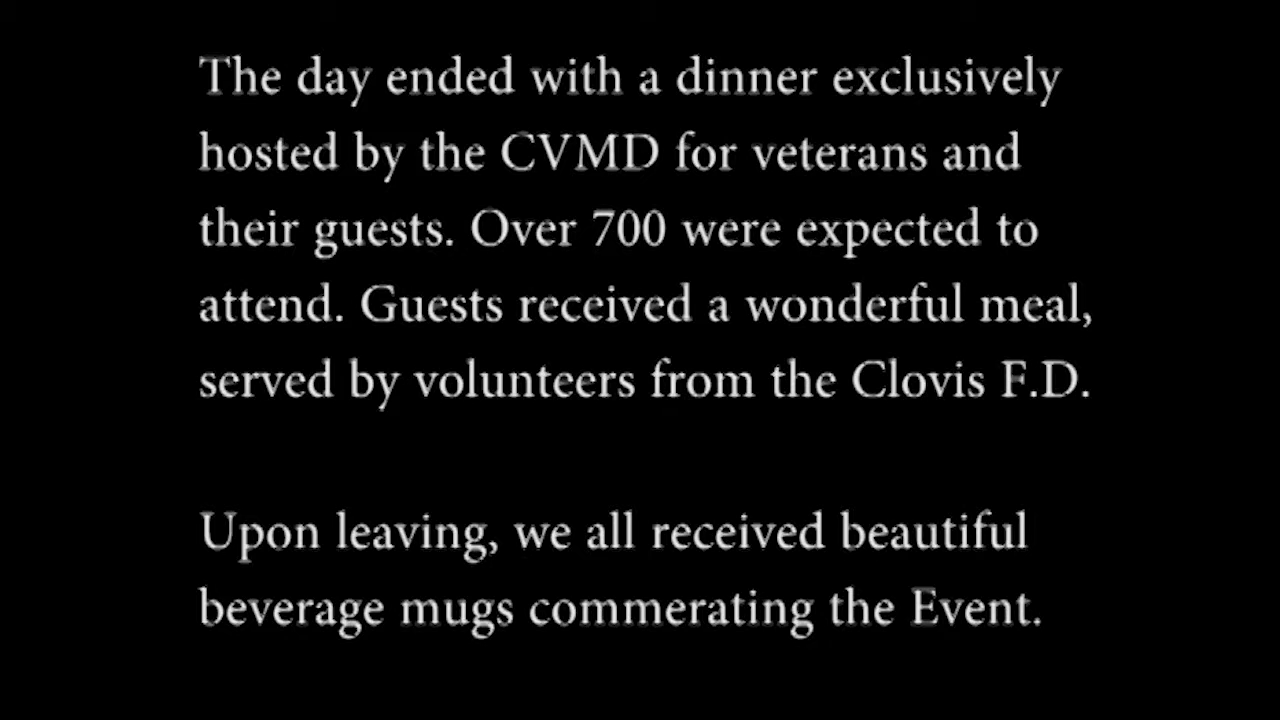 The day ended with a dinner exclusively
hosted by the CVMD for veterans and
their guests. Over 700 were expected to
attend. Guests received a wonderful meal,
served by volunteers from the Clovis F.D.
Upon leaving, we all received beautiful
beverage mugs commerating the Event.